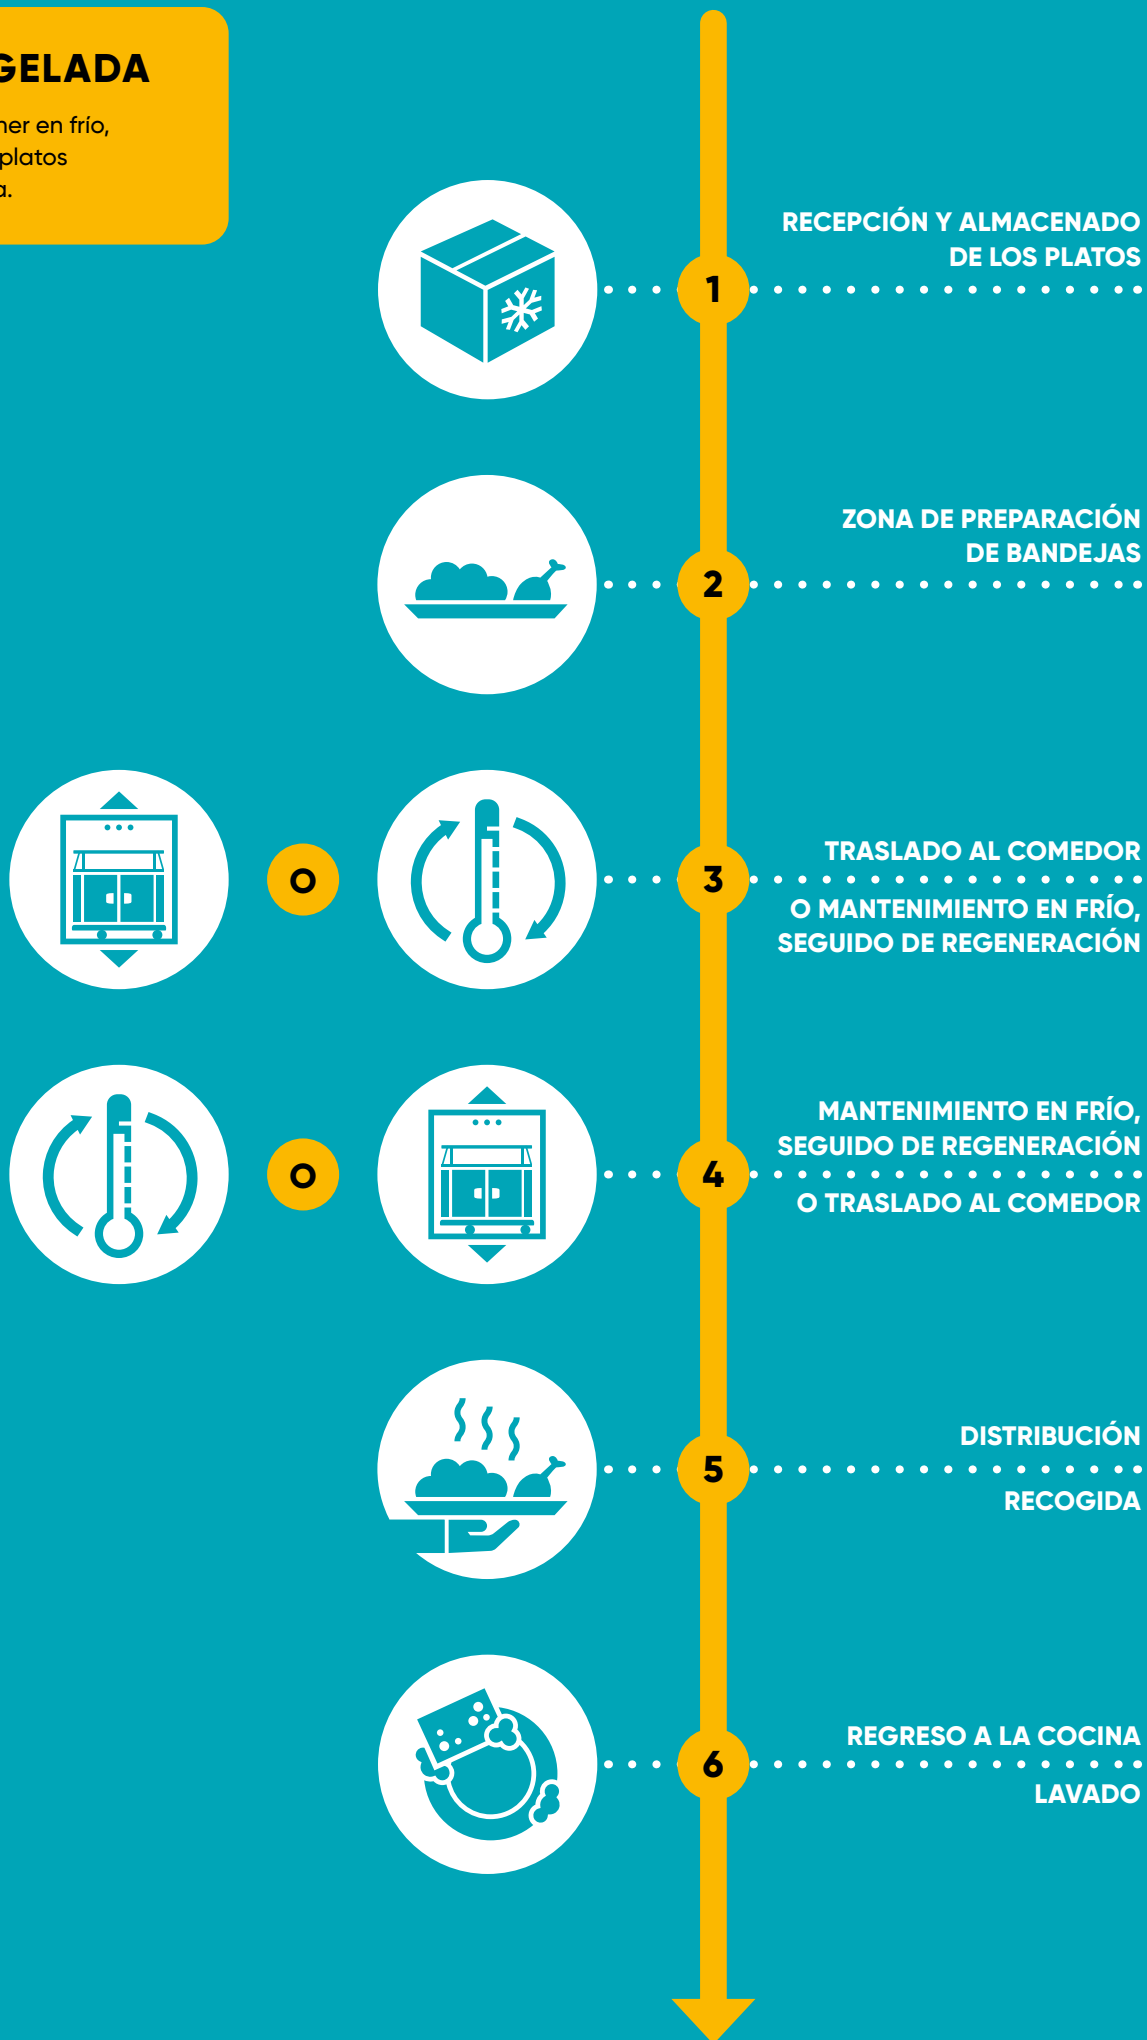 GELADA
ner en frío,
platos
a.
RECEPCIÓN Y ALMACENADO
DE LOS PLATOS
1
ZONA DE PREPARACIÓN
DE BANDEJAS
2
TRASLADO AL COMEDOR
O
3
O MANTENIMIENTO EN FRÍO,
SEGUIDO DE REGENERACIÓN
MANTENIMIENTO EN FRÍO,
SEGUIDO DE REGENERACIÓN
O
4
O TRASLADO AL COMEDOR
DISTRIBUCIÓN
5
RECOGIDA
REGRESO A LA COCINA
6
LAVADO